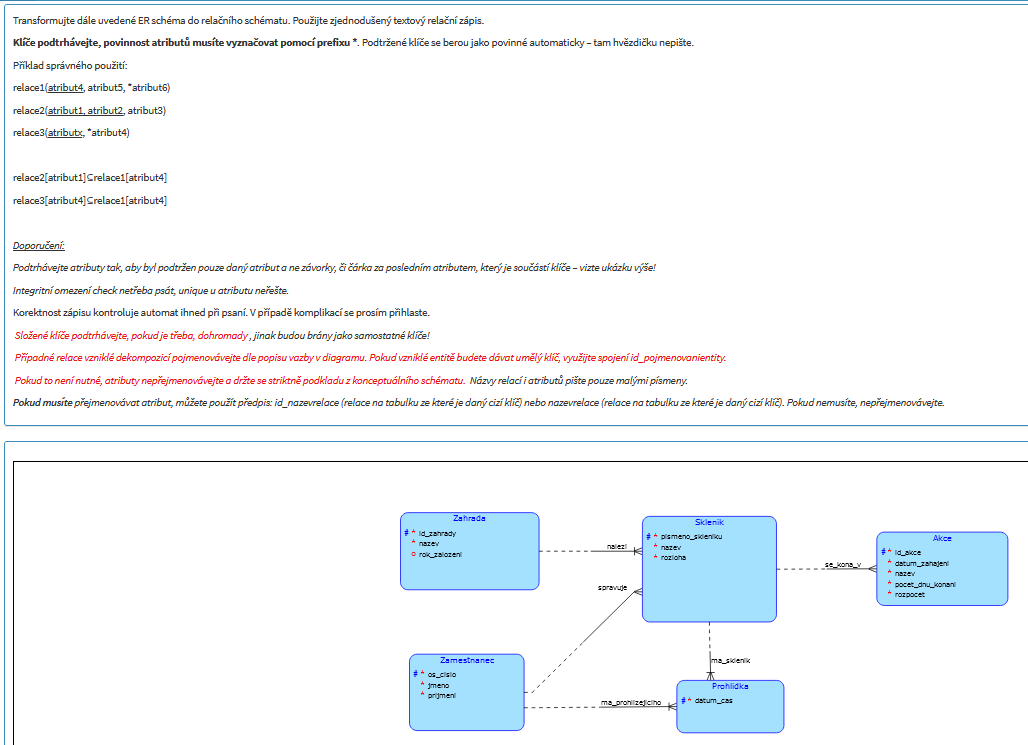 Transformujte dále uvedené ER schéma do relačního schématu. Použijte zjednodušený textový relační zápis.
Klíče podtrhávejte, povinnost atributů musíte vyznačovat pomocí prefixu *. Podtržené klíče se berou jako povinné automaticky – tam hvězdičku nepište.
Příklad správného použití:
relace1(atribut4, atribut5, *atribut6)
relace2(atribut1, atribut2, atribut3)
relace3(atributx, *atribut4)
relace2[atribut1]⊆relace1[atribut4]
relace3[atribut4]⊆relace1[atribut4]
Doporučení:
Podtrhávejte atributy tak, aby byl podtržen pouze daný atribut a ne závorky, či čárka za posledním atributem, který je součástí klíče – vizte ukázku výše!
Integritní omezení check netřeba psát, unique u atributu neřešte.
Korektnost zápisu kontroluje automat ihned při psaní. V případě komplikací se prosím přihlaste.
Složené klíče podtrhávejte, pokud je třeba, dohromady, jinak budou brány jako samostatné klíče!
Případné relace vzniklé dekompozicí pojmenovávejte dle popisu vazby v diagramu. Pokud vzniklé entitě budete dávat umělý klíč, využijte spojení id_pojmenovanientity.
Pokud to není nutné, atributy nepřejmenovávejte a držte se striktně podkladu z konceptuálního schématu. Názvy relací i atributů pište pouze malými písmeny.
Pokud musíte přejmenovávat atribut, můžete použít předpis: id_nazevrelace (relace na tabulku ze které je daný cizí klíč) nebo nazevrelace (relace na tabulku ze které je daný cizí klíč). Pokud nemusíte, nepřejmenovávejte.
Zahrada
# * id_zahrady
* nazev
o rok_zalozeni
nalezi
Sklenik
# * pismeno_skleniku
* nazev
* rozloha
se_kona_v
Akce
# * id_akce
* datum_zahajeni
* nazev
* pocet_dnu_konani
* rozpocet
spravuje
Zamestnanec
# * os_cislo
* jmeno
* prijmeni
ma_sklenik
ma_prohlizejiciho
Prohlidka
# * datum_cas